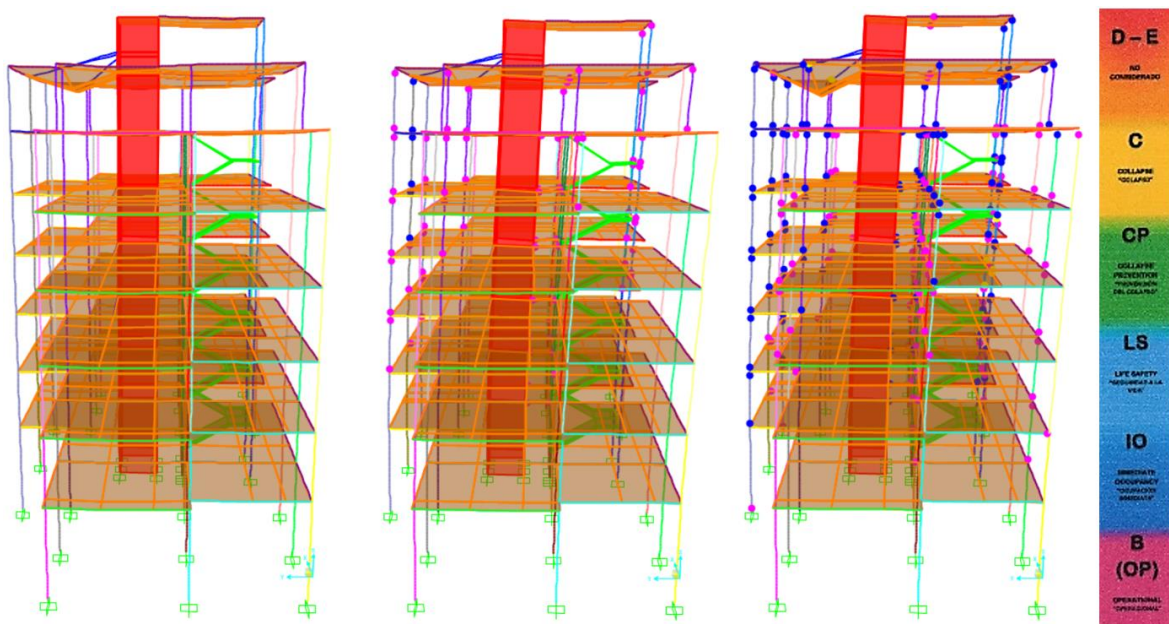 D – E
NO
CONSIDERADO
C
COLLAPSE
"COLAPSO"
CP
COLLAPSE
PREVENTION
"PREVENCIÓN
DEL COLAPSO"
LS
LIFE SAFETY
"SEGURIDAD A LA
VIDA"
IO
IMMEDIATE
OCCUPANCY
"OCUPACIÓN
INMEDIATA"
B
(OP)
OPERATIONAL
"OPERACIONAL"